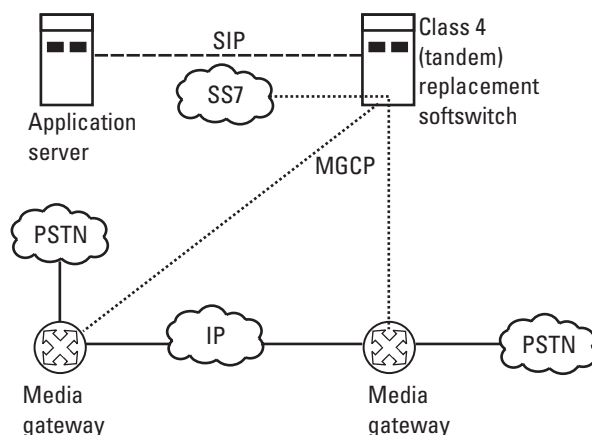 SIP
Class 4
(tandem)
replacement
softswitch
SS7
Application
server
MGCP
PSTN
IP
PSTN
Media
gateway
Media
gateway